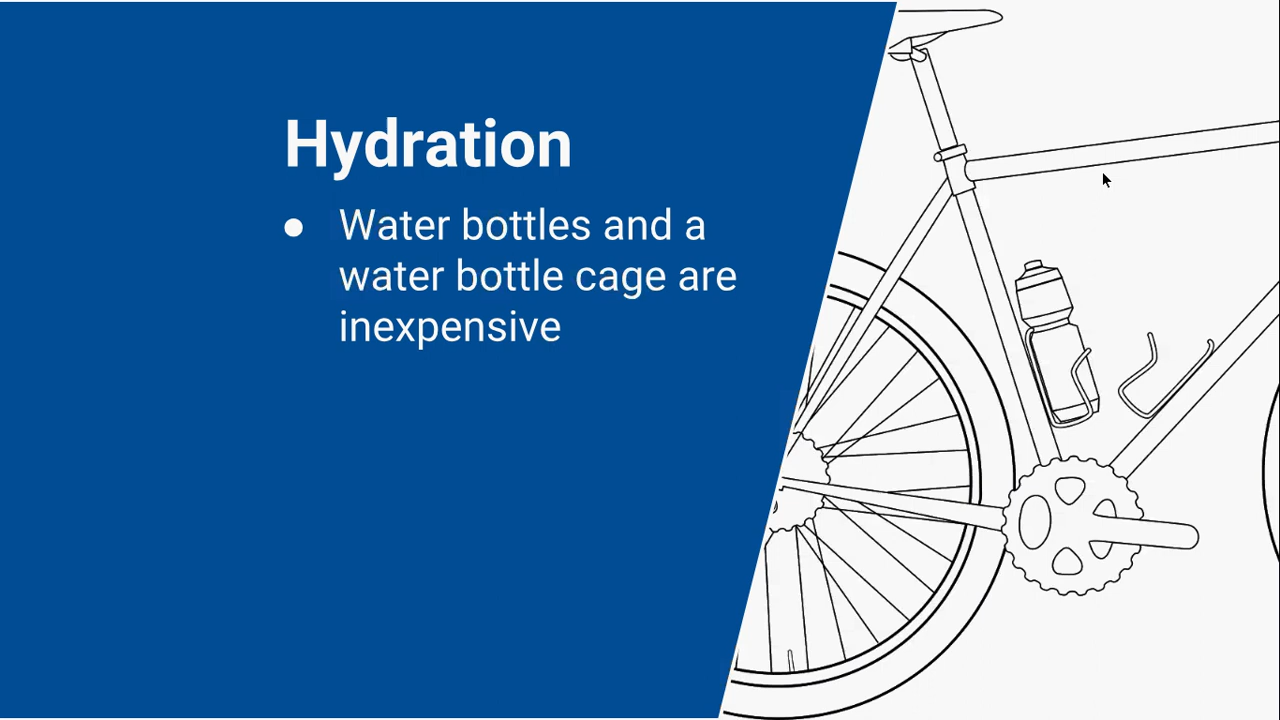 Hydration
● Water bottles and a
water bottle cage are
inexpensive